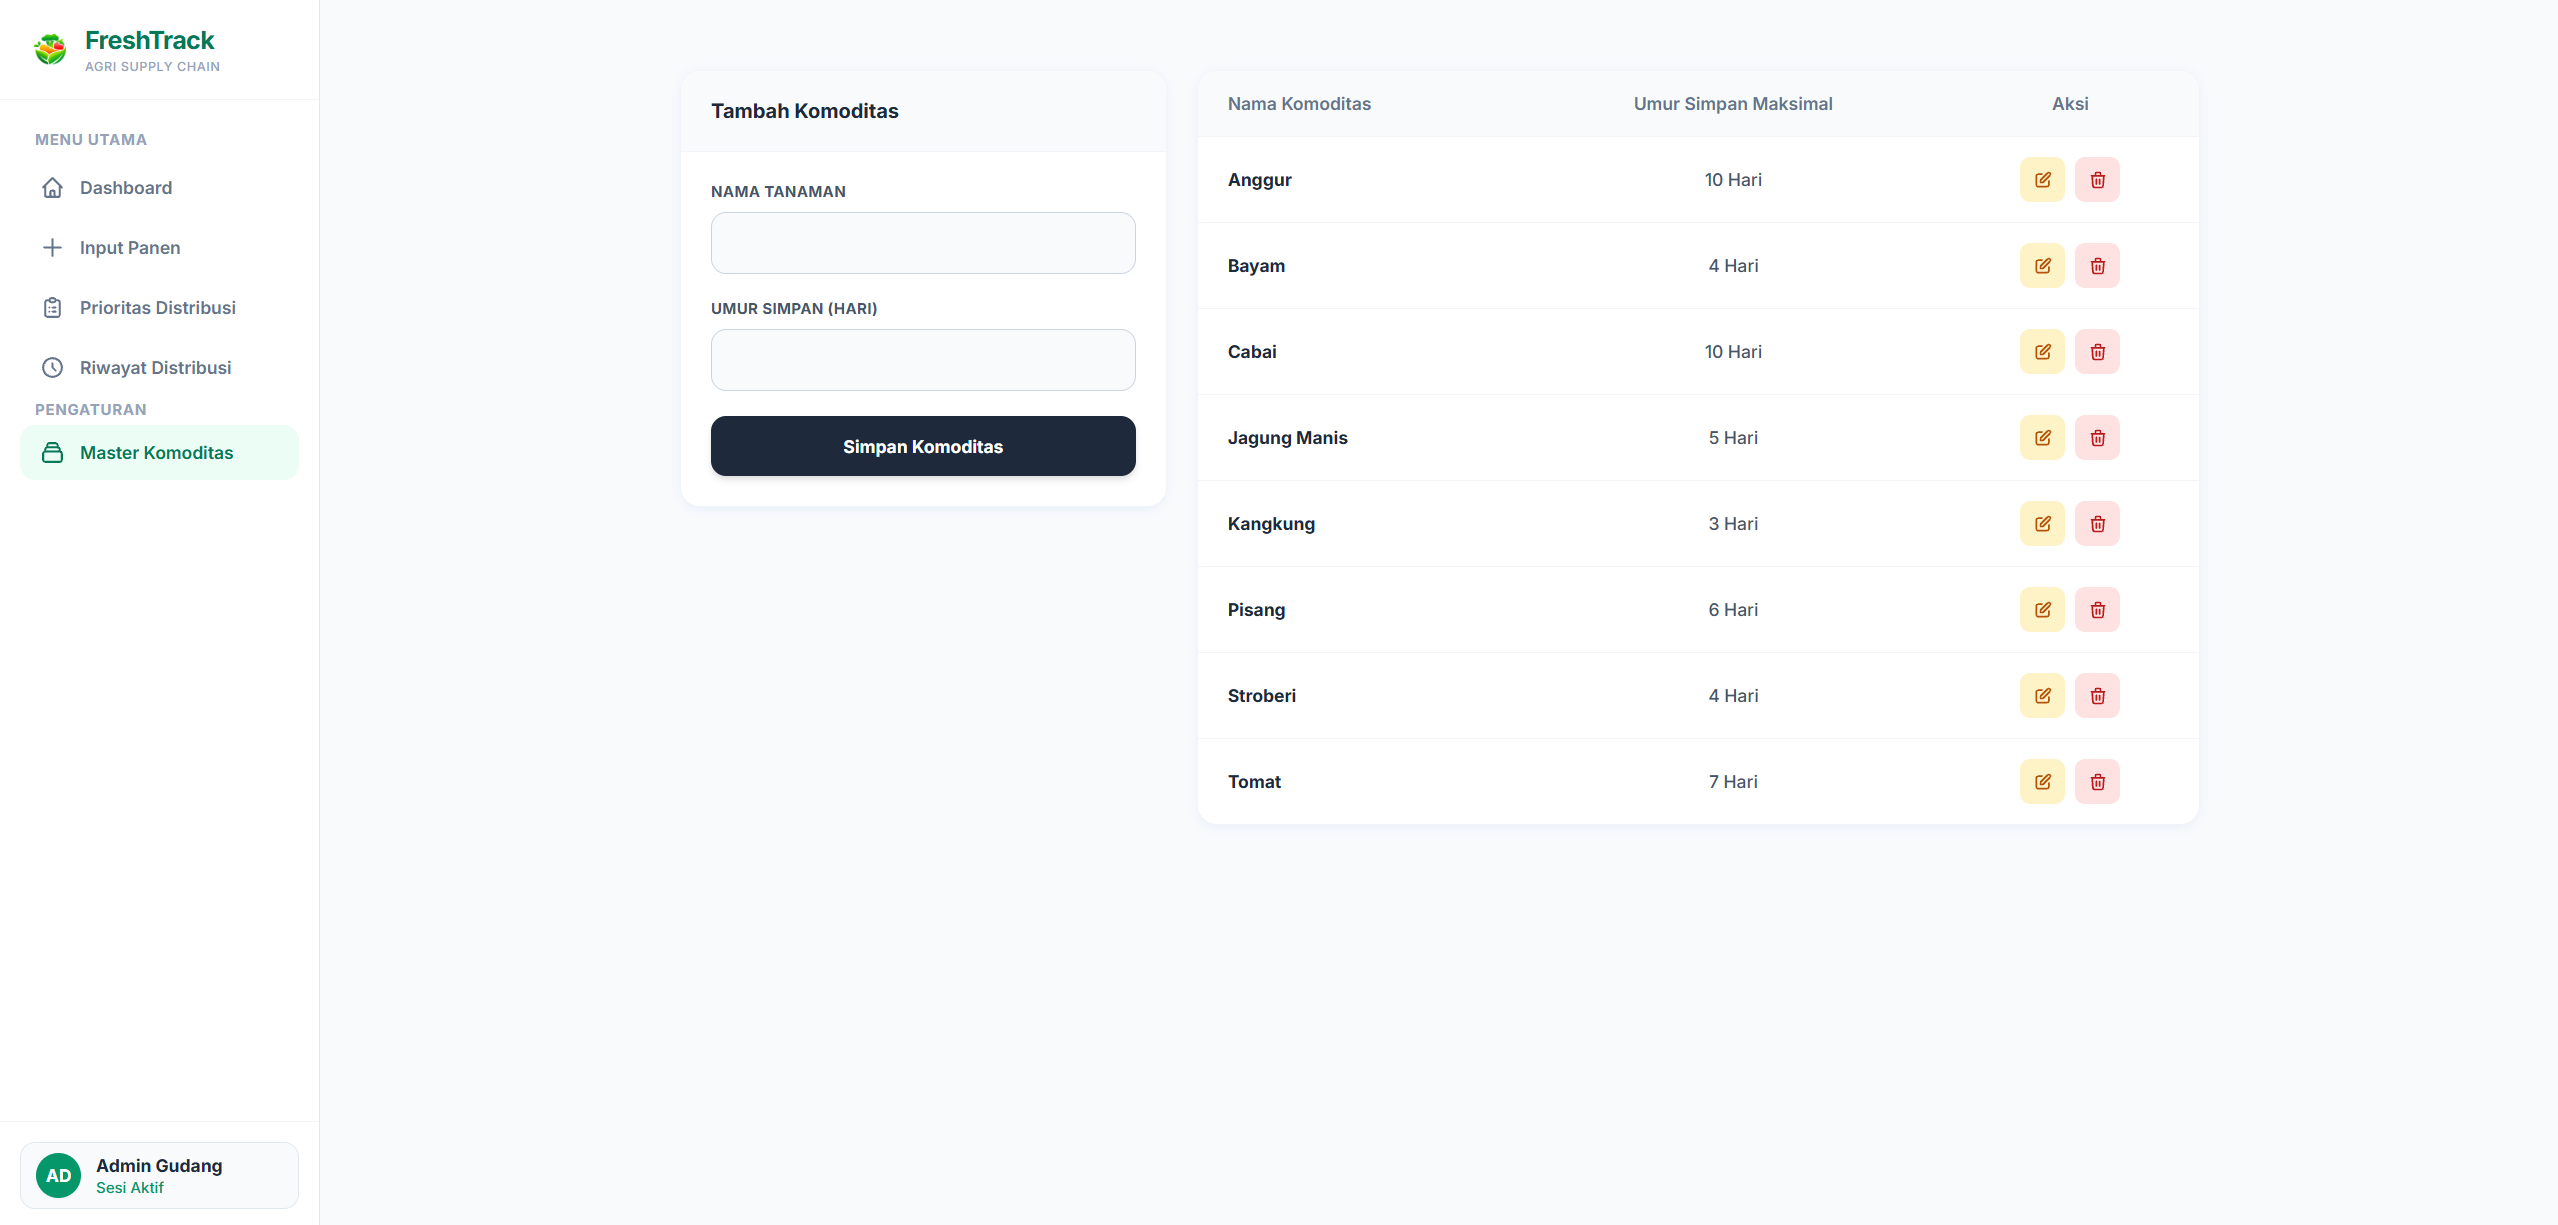 FreshTrack
AGRI SUPPLY CHAIN
MENU UTAMA
Dashboard
Input Panen
Prioritas Distribusi
Riwayat Distribusi
PENGATURAN
Master Komoditas
AD
Admin Gudang
Sesi Aktif
Tambah Komoditas
NAMA TANAMAN
UMUR SIMPAN (HARI)
Simpan Komoditas
Nama Komoditas Umur Simpan Maksimal Aksi
Anggur 10 Hari
Bayam 4 Hari
Cabai 10 Hari
Jagung Manis 5 Hari
Kangkung 3 Hari
Pisang 6 Hari
Stroberi 4 Hari
Tomat 7 Hari